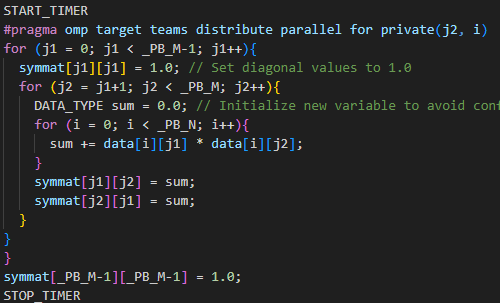 START_TIMER
#pragma omp target teams distribute parallel for private(j2, i)
for (j1 = 0; j1 < _PB_M-1; j1++){
symmat[j1][j1] = 1.0; // Set diagonal values to 1.0
for (j2 = j1+1; j2 < _PB_M; j2++){
DATA_TYPE sum = 0.0; // Initialize new variable to avoid
for (i = 0; i < _PB_N; i++){
sum += data[i][j1] * data[i][j2];
}
symmat[j1][j2] = sum;
symmat[j2][j1] = sum;
}
}
}
symmat[_PB_M-1][_PB_M-1] = 1.0;
STOP_TIMER